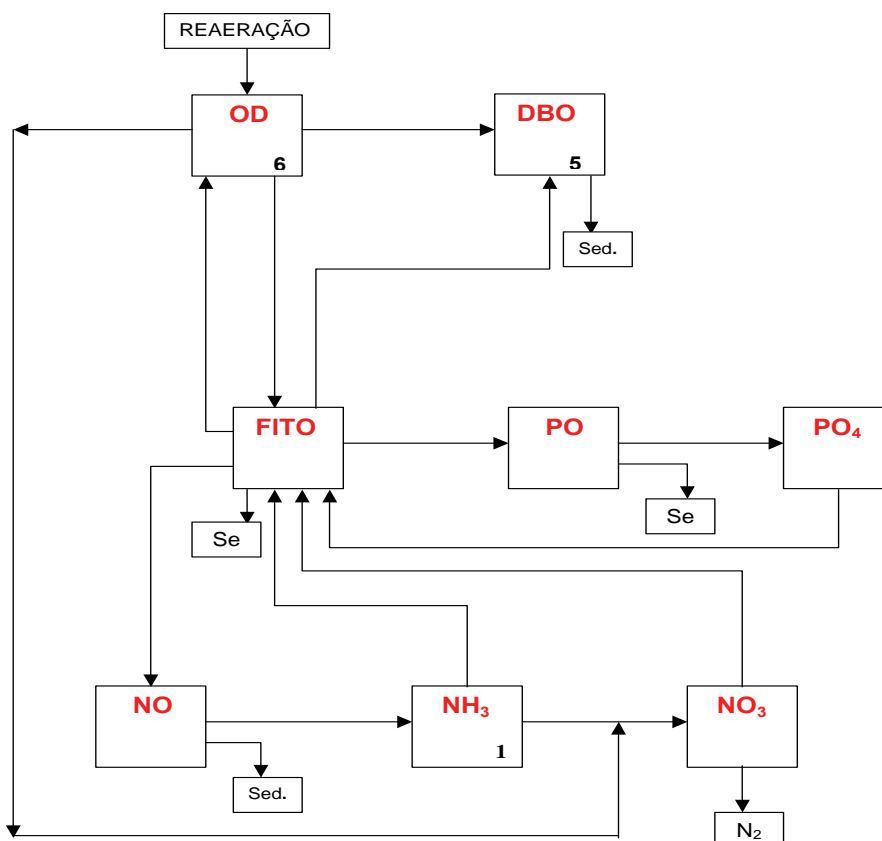 REAERAÇÃO
OD
6
DBO
5
Sed.
FITO
PO
PO₄
Se
Se
NO
NH₃
1
NO₃
Sed.
N₂